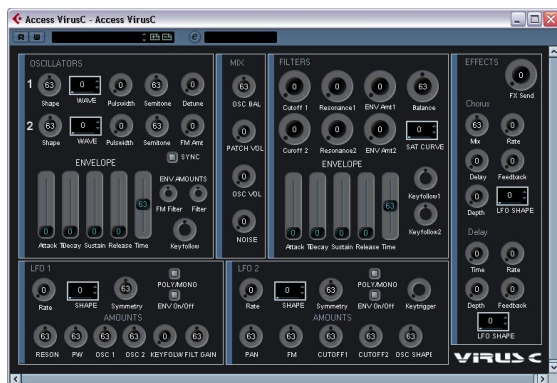 Access VirusC - Access VirusC
R W e
OSCILLATORS
1 63 0 0 63 0
Shape WAVE Pulswidth Semitone Detune
2 63 0 0 63 0
Shape WAVE Pulswidth Semitone FM Amt
SYNC
ENVELOPE
ENV AMOUNTS
FM Filter Filter
0 0 0 0 63
Keyfollow
Attack TDecay Sustain Release Time
MIX
63
OSC BAL
0
PATCH VOL
0
OSC VOL
0
NOISE
FILTERS
0 0 0 63
Cutoff 1 Resonance1 ENV Amt1 Balance
0 0 0 0
Curoff 2 Resonance2 ENV Amt2 SAT CURVE
ENVELOPE
Keyfollow1
Keyfollow2
0 0 0 0 63
Attack TDecay Sustain Release Time
EFFECTS
0
FX Send
Chorus
63 0
Mix Rate
0 0
Delay Feedback
0 0
Depth LFO SHAPE
Delay
0 0
Time Rate
0 0
Depth Feedback
0
LFO SHAPE
LFO 1
0 0 63
Rate SHAPE Symmetry
POLY/MONO
ENV On/Off
AMOUNTS
63 63 63 63 0 63
RESON PW OSC 1 OSC 2 KEYFOLW FILT GAIN
LFO 2
0 0 63
Rate SHAPE Symmetry
POLY/MONO
ENV On/Off
Keytrigger
AMOUNTS
63 63 63 63 63
PAN FM CUTOFF1 CUTOFF2 OSC SHAPE
VIRUS C